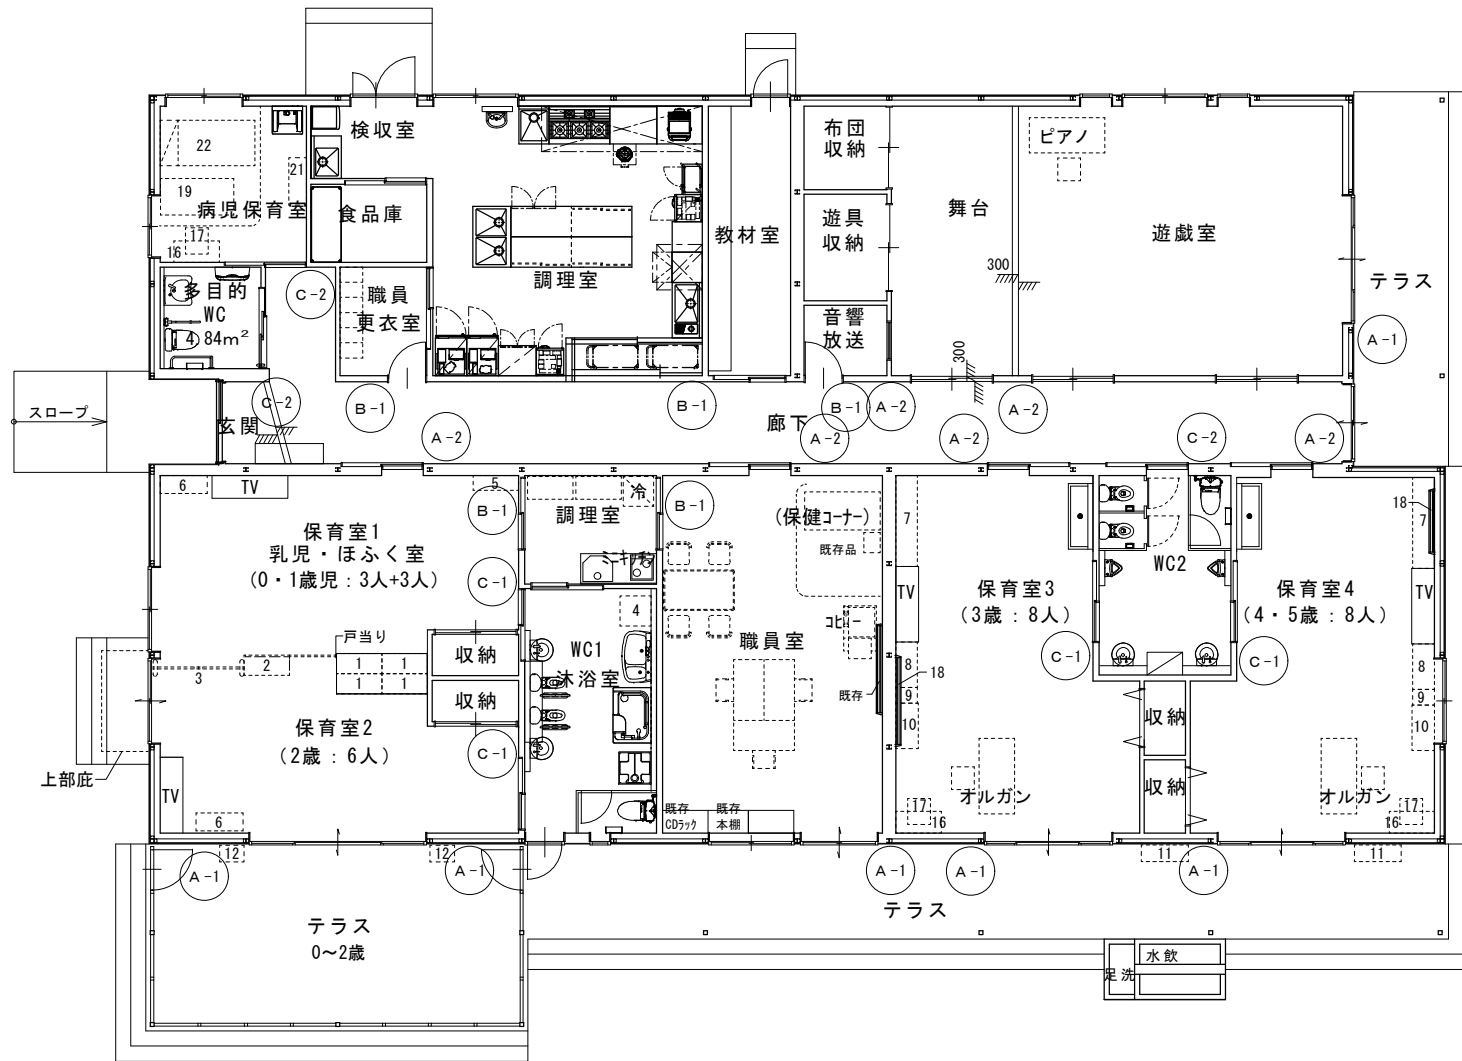 検収室
22
21
19
病児保育室
17
16
食品庫
調理室
教材室
布団
収納
遊具
収納
音響
放送
舞台
300
300
ピアノ
遊戯室
テラス
A-1
多目的
WC
4.84m²
C-2
職員
更衣室
スロープ
玄関
C-2
B-1
A-2
B-1
廊下
B-1
A-2
A-2
A-2
A-2
C-2
A-2
6
TV
5
保育室1
乳児・ほふく室
(0・1歳児:3人+3人)
B-1
C-1
調理室
冷
ミニキッチン
B-1
(保健コーナー)
既存品
コピー
職員室
既存
18
既存
CDラック
既存
本棚
戸当り
1
1
1
1
2
3
収納
収納
保育室2
(2歳:6人)
C-1
TV
6
上部庇
4
WC1
沐浴室
7
TV
保育室3
(3歳:8人)
8
9
10
C-1
オルガン
17
16
WC2
C-1
収納
収納
18
7
TV
保育室4
(4・5歳:8人)
8
9
10
オルガン
17
16
12
12
A-1
A-1
A-1
A-1
11
A-1
11
テラス
0~2歳
テラス
水飲
足洗